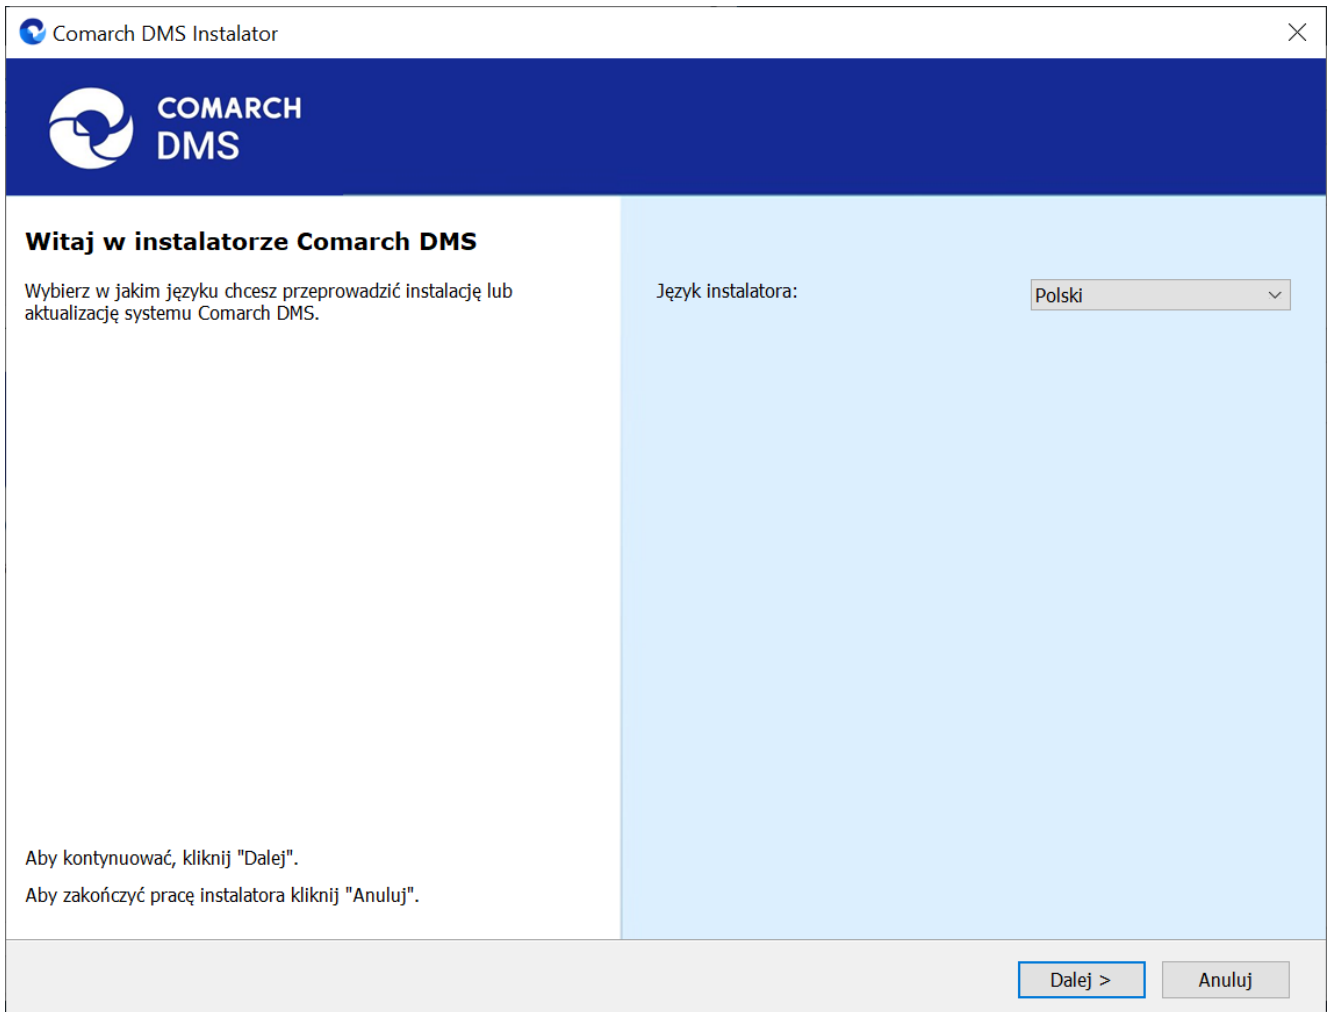 Comarch DMS Instalator
COMARCH
DMS
Witaj w instalatorze Comarch DMS
Wybierz w jakim języku chcesz przeprowadzić instalację lub
aktualizację systemu Comarch DMS.
Język instalatora:
Polski
Aby kontynuować, kliknij "Dalej".
Aby zakończyć pracę instalatora kliknij "Anuluj".
Dalej >
Anuluj